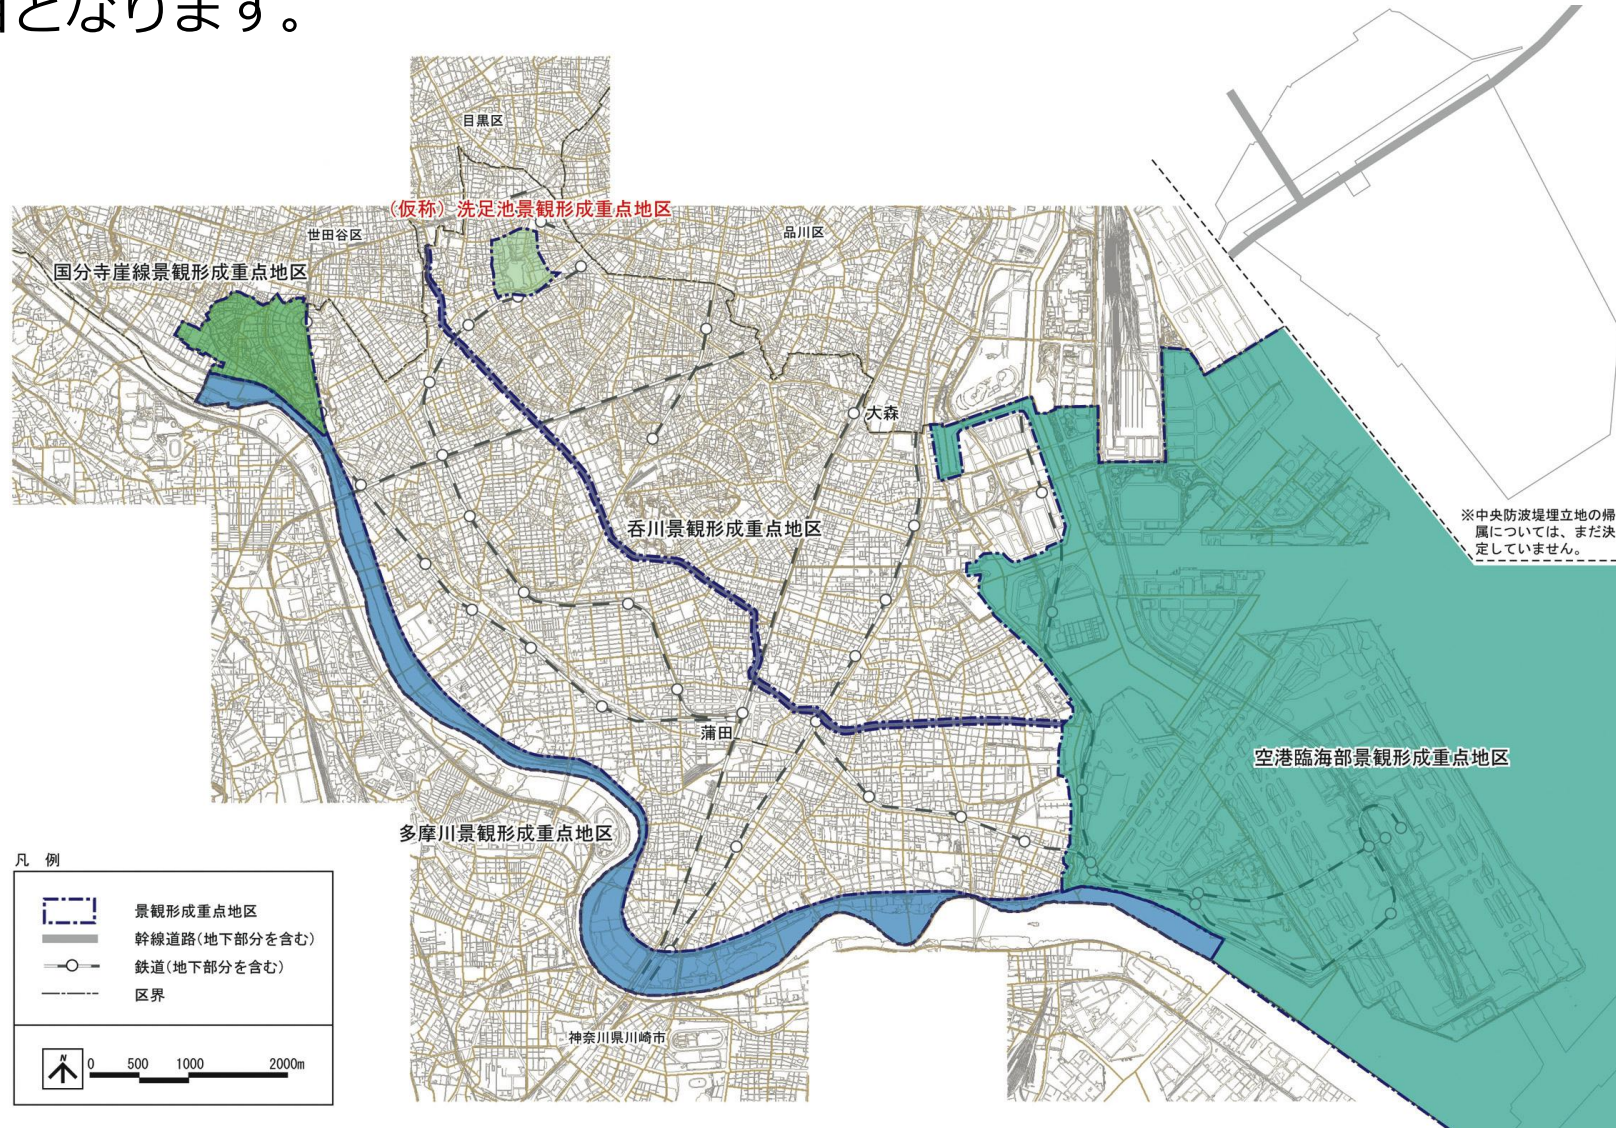 となります。
目黒区
（仮称）洗足池景観形成重点地区
世田谷区
品川区
国分寺崖線景観形成重点地区
大森
※中央防波堤埋立地の帰
属については、まだ決
定していません。
呑川景観形成重点地区
蒲田
空港臨海部景観形成重点地区
多摩川景観形成重点地区
凡 例
景観形成重点地区
幹線道路(地下部分を含む)
鉄道(地下部分を含む)
区界
神奈川県川崎市
N
0 500 1000 2000m